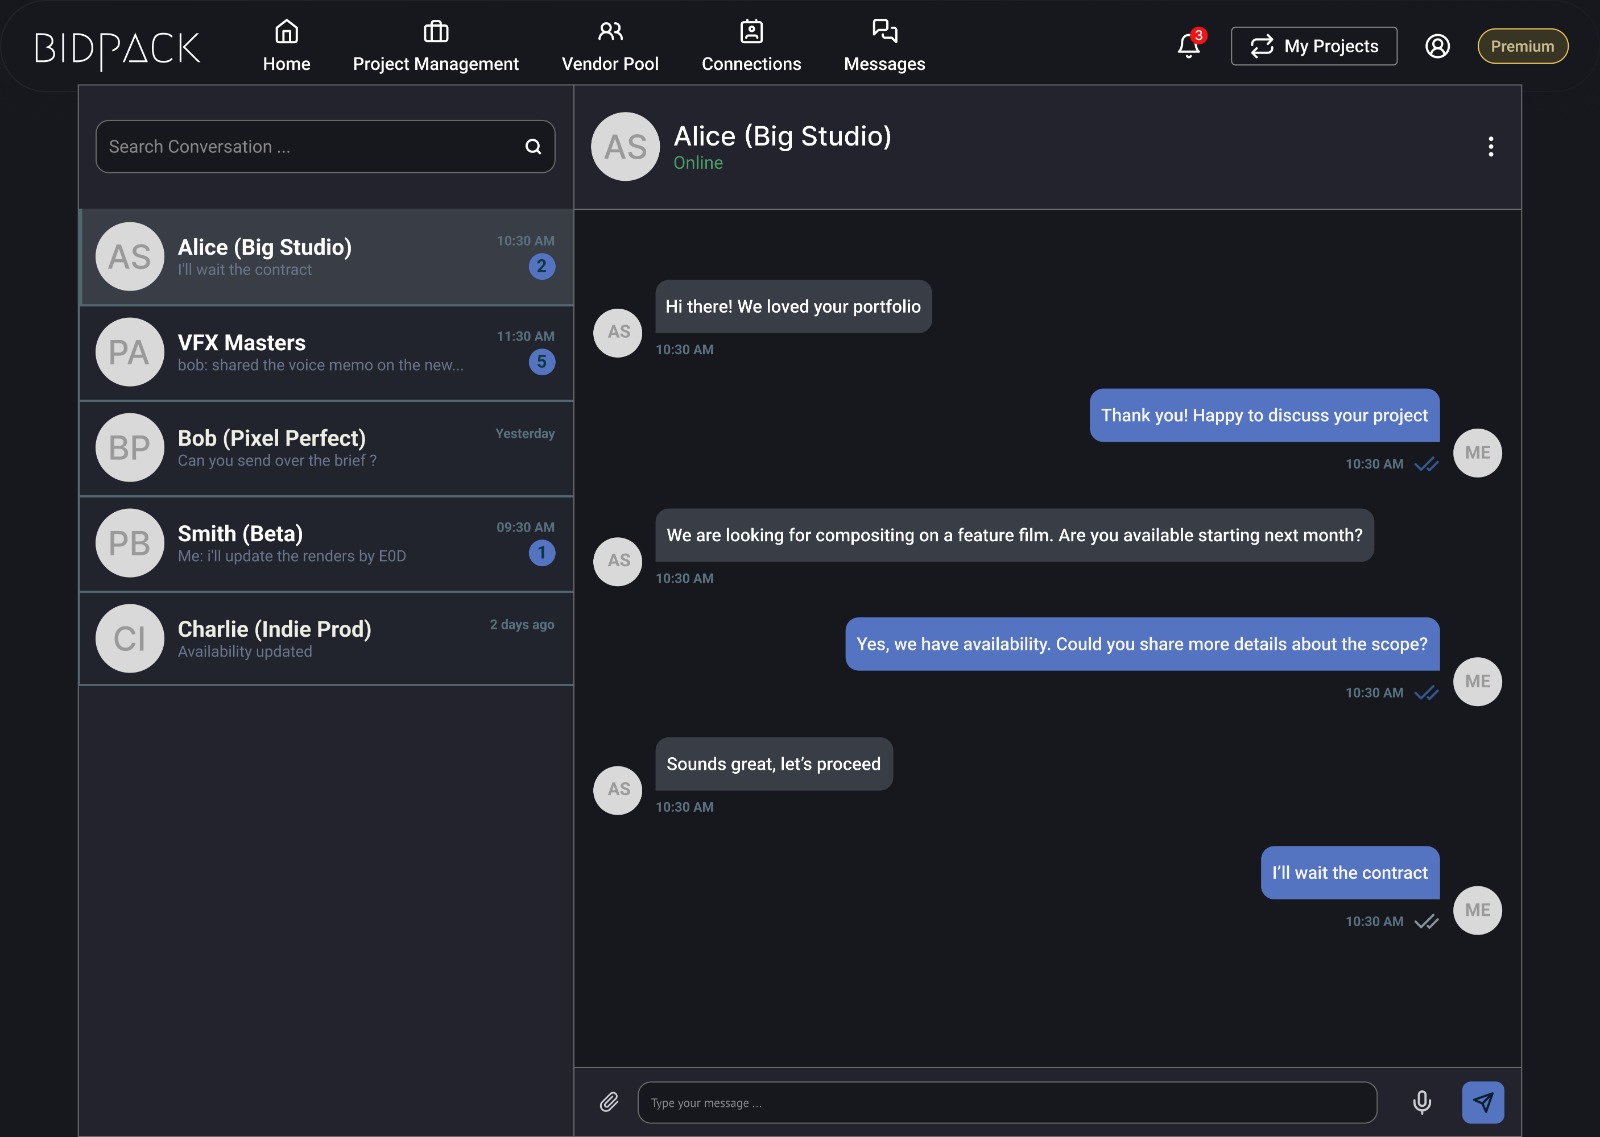 BIDPACK
Home
Project Management
Vendor Pool
Connections
Messages
3
My Projects
Premium
Search Conversation ...
AS
Alice (Big Studio)
I'll wait the contract
10:30 AM
2
PA
VFX Masters
bob: shared the voice memo on the new...
11:30 AM
5
BP
Bob (Pixel Perfect)
Can you send over the brief ?
Yesterday
PB
Smith (Beta)
Me: i'll update the renders by E0D
09:30 AM
1
CI
Charlie (Indie Prod)
Availability updated
2 days ago
AS
Alice (Big Studio)
Online
Hi there! We loved your portfolio
AS
10:30 AM
Thank you! Happy to discuss your project
ME
10:30 AM
We are looking for compositing on a feature film. Are you available starting next month?
AS
10:30 AM
Yes, we have availability. Could you share more details about the scope?
ME
10:30 AM
Sounds great, let’s proceed
AS
10:30 AM
I’ll wait the contract
ME
10:30 AM
Type your message ...